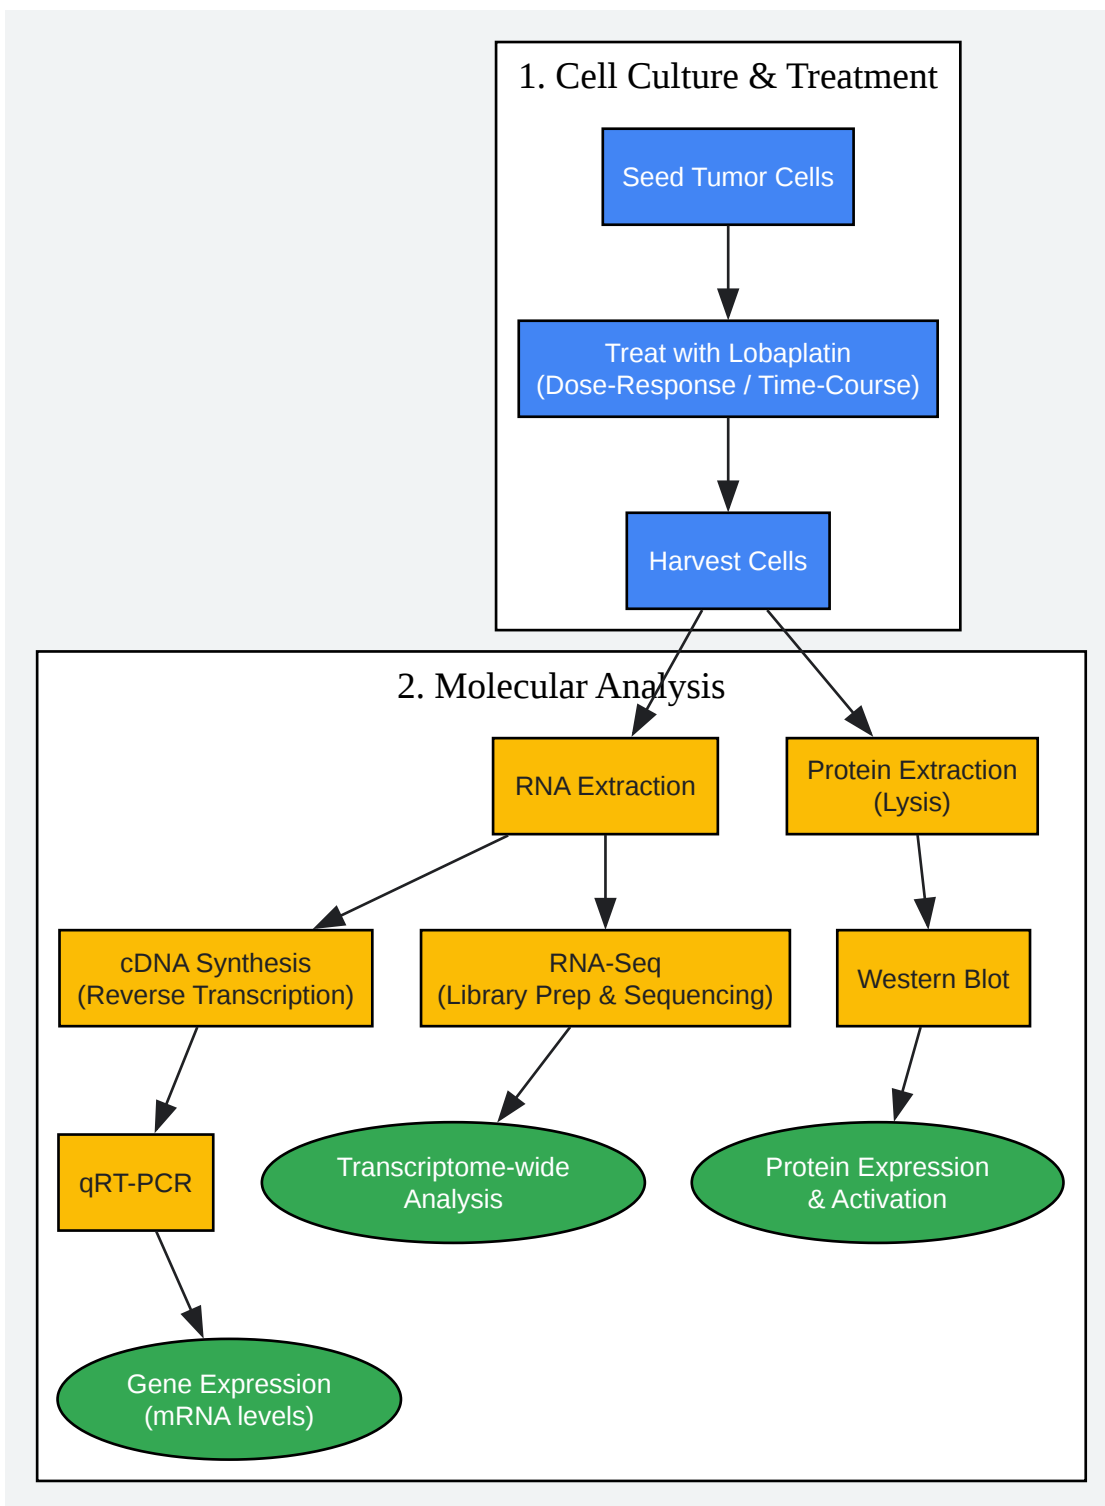 1. Cell Culture & Treatment
Seed Tumor Cells
Treat with Lobaplatin
(Dose-Response / Time-Course)
Harvest Cells
2. Molecular Analysis
RNA Extraction
Protein Extraction
(Lysis)
cDNA Synthesis
(Reverse Transcription)
RNA-Seq
(Library Prep & Sequencing)
Western Blot
qRT-PCR
Transcriptome-wide
Analysis
Protein Expression
& Activation
Gene Expression
(mRNA levels)